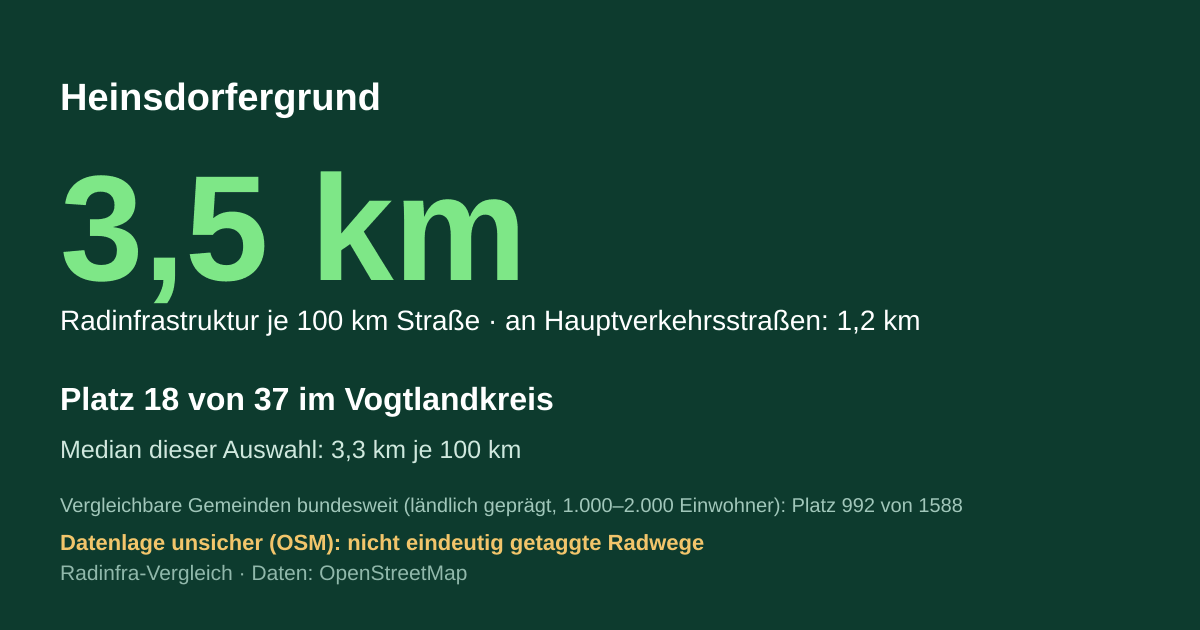 Heinsdorfergrund
3,5 km
Radinfrastruktur je 100 km Straße · an Hauptverkehrsstraßen: 1,2 km
Platz 18 von 37 im Vogtlandkreis
Median dieser Auswahl: 3,3 km je 100 km
Vergleichbare Gemeinden bundesweit (ländlich geprägt, 1.000–2.000 Einwohner): Platz 992 von 1588
Datenlage unsicher (OSM): nicht eindeutig getaggte Radwege
Radinfra-Vergleich · Daten: OpenStreetMap